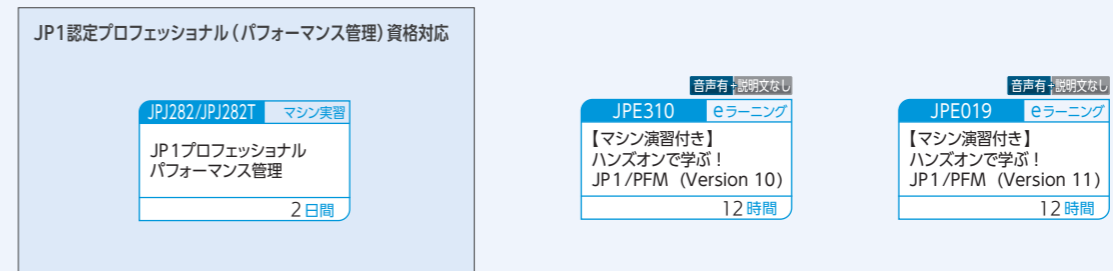 JP1認定プロフェッショナル(パフォーマンス管理)資格対応
JPJ282/JPJ282T マシン実習
JP1プロフェッショナル
パフォーマンス管理
2日間
音声有+説明文なし
JPE310 eラーニング
【マシン演習付き】
ハンズオンで学ぶ!
JP1/PFM (Version 10)
12時間
音声有+説明文なし
JPE019 eラーニング
【マシン演習付き】
ハンズオンで学ぶ!
JP1/PFM (Version 11)
12時間